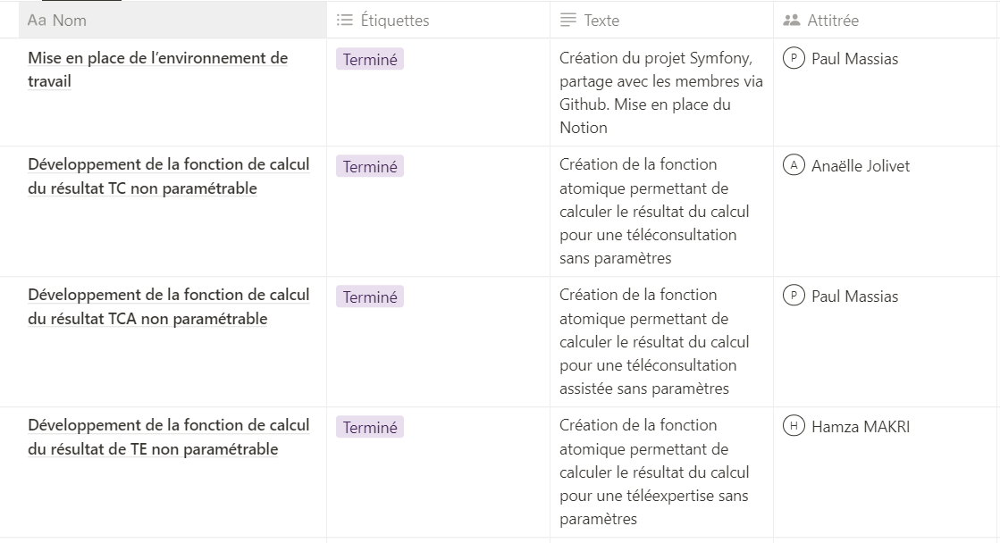 Aa Nom
Étiquettes
Texte
Attitrée
Mise en place de l'environnement de
travail
Terminé
Création du projet Symfony,
partage avec les membres via
Github. Mise en place du
Notion
P Paul Massias
Développement de la fonction de calcul
du résultat TC non paramétrable
Terminé
Création de la fonction
atomique permettant de
calculer le résultat du calcul
pour une téléconsultation
sans paramètres
A Anaëlle Jolivet
Développement de la fonction de calcul
du résultat TCA non paramétrable
Terminé
Création de la fonction
atomique permettant de
calculer le résultat du calcul
pour une téléconsultation
assistée sans paramètres
P Paul Massias
Développement de la fonction de calcul
du résultat de TE non paramétrable
Terminé
Création de la fonction
atomique permettant de
calculer le résultat du calcul
pour une téléexpertise sans
paramètres
H Hamza MAKRI